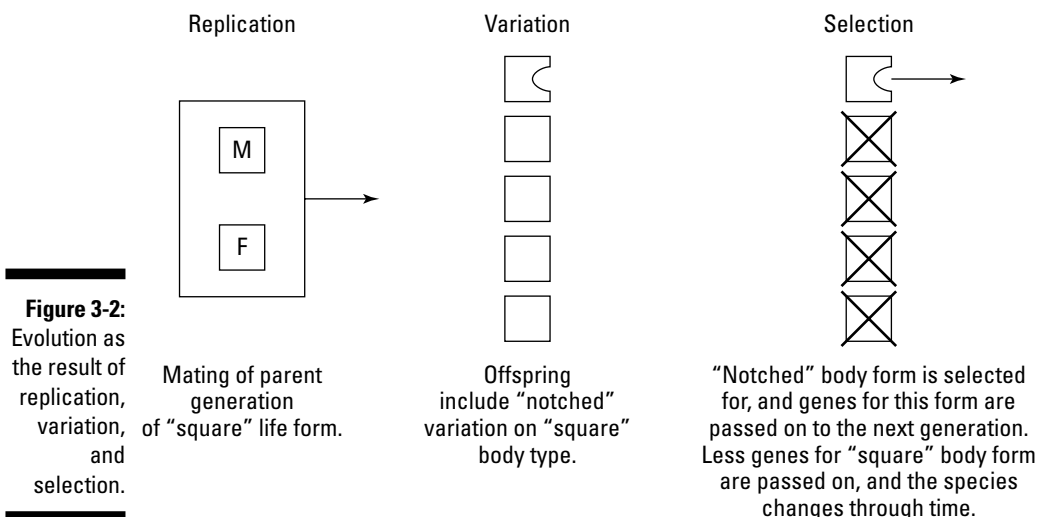 Replication
Variation
Selection
M
F
Figure 3-2:
Evolution as
the result of
replication,
variation,
and
selection.
Mating of parent
generation
of “square” life form.
Offspring
include “notched”
variation on “square”
body type.
“Notched” body form is selected
for, and genes for this form are
passed on to the next generation.
Less genes for “square” body form
are passed on, and the species
changes through time.